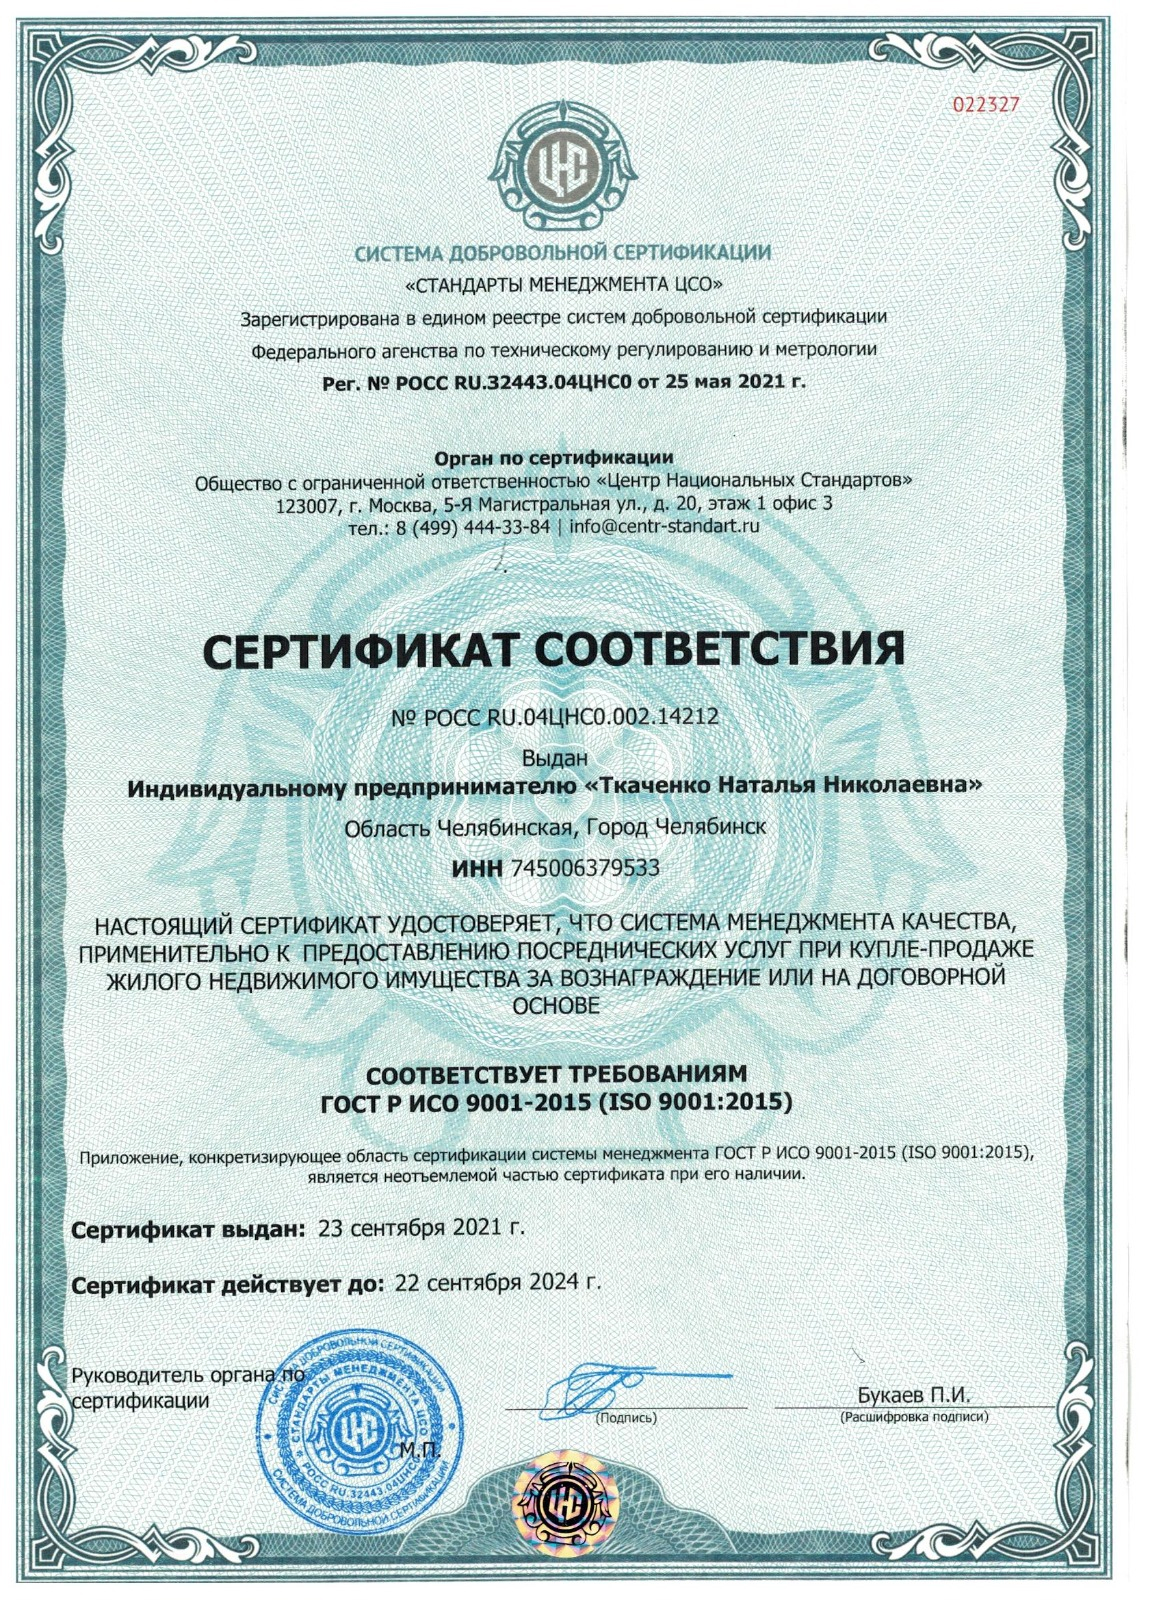 022327
ЦНС
СИСТЕМА ДОБРОВОЛЬНОЙ СЕРТИФИКАЦИИ
«СТАНДАРТЫ МЕНЕДЖМЕНТА ЦСО»
Зарегистрирована в едином реестре систем добровольной сертификации
Федерального агенства по техническому регулированию и метрологии
Рег. № РОСС RU.32443.04ЦНС0 от 25 мая 2021 г.
Орган по сертификации
Общество с ограниченной ответственностью «Центр Национальных Стандартов»
123007, г. Москва, 5-Я Магистральная ул., д. 20, этаж 1 офис 3
тел.: 8 (499) 444-33-84 | info@centr-standart.ru
СЕРТИФИКАТ СООТВЕТСТВИЯ
№ РОСС RU.04ЦНС0.002.14212
Выдан
Индивидуальному предпринимателю «Ткаченко Наталья Николаевна»
Область Челябинская, Город Челябинск
ИНН 745006379533
НАСТОЯЩИЙ СЕРТИФИКАТ УДОСТОВЕРЯЕТ, ЧТО СИСТЕМА МЕНЕДЖМЕНТА КАЧЕСТВА,
ПРИМЕНИТЕЛЬНО К ПРЕДОСТАВЛЕНИЮ ПОСРЕДНИЧЕСКИХ УСЛУГ ПРИ КУПЛЕ-ПРОДАЖЕ
ЖИЛОГО НЕДВИЖИМОГО ИМУЩЕСТВА ЗА ВОЗНАГРАЖДЕНИЕ ИЛИ НА ДОГОВОРНОЙ
ОСНОВЕ
СООТВЕТСТВУЕТ ТРЕБОВАНИЯМ
ГОСТ Р ИСО 9001-2015 (ISO 9001:2015)
Приложение, конкретизирующее область сертификации системы менеджмента ГОСТ Р ИСО 9001-2015 (ISO 9001:2015),
является неотъемлемой частью сертификата при его наличии.
Сертификат выдан: 23 сентября 2021 г.
Сертификат действует до: 22 сентября 2024 г.
Руководитель органа по
сертификации
СИСТЕМА ДОБРОВОЛЬНОЙ СЕРТИФИКАЦИИ
«СТАНДАРТЫ МЕНЕДЖМЕНТА ЦСО»
ЦНС
РОСС RU.32443.04ЦНС0
СИСТЕМА ДОБРОВОЛЬНОЙ СЕРТИФИКАЦИИ
М.П.
(Подпись)
Букаев П.И.
(Расшифровка подписи)
ЦНС